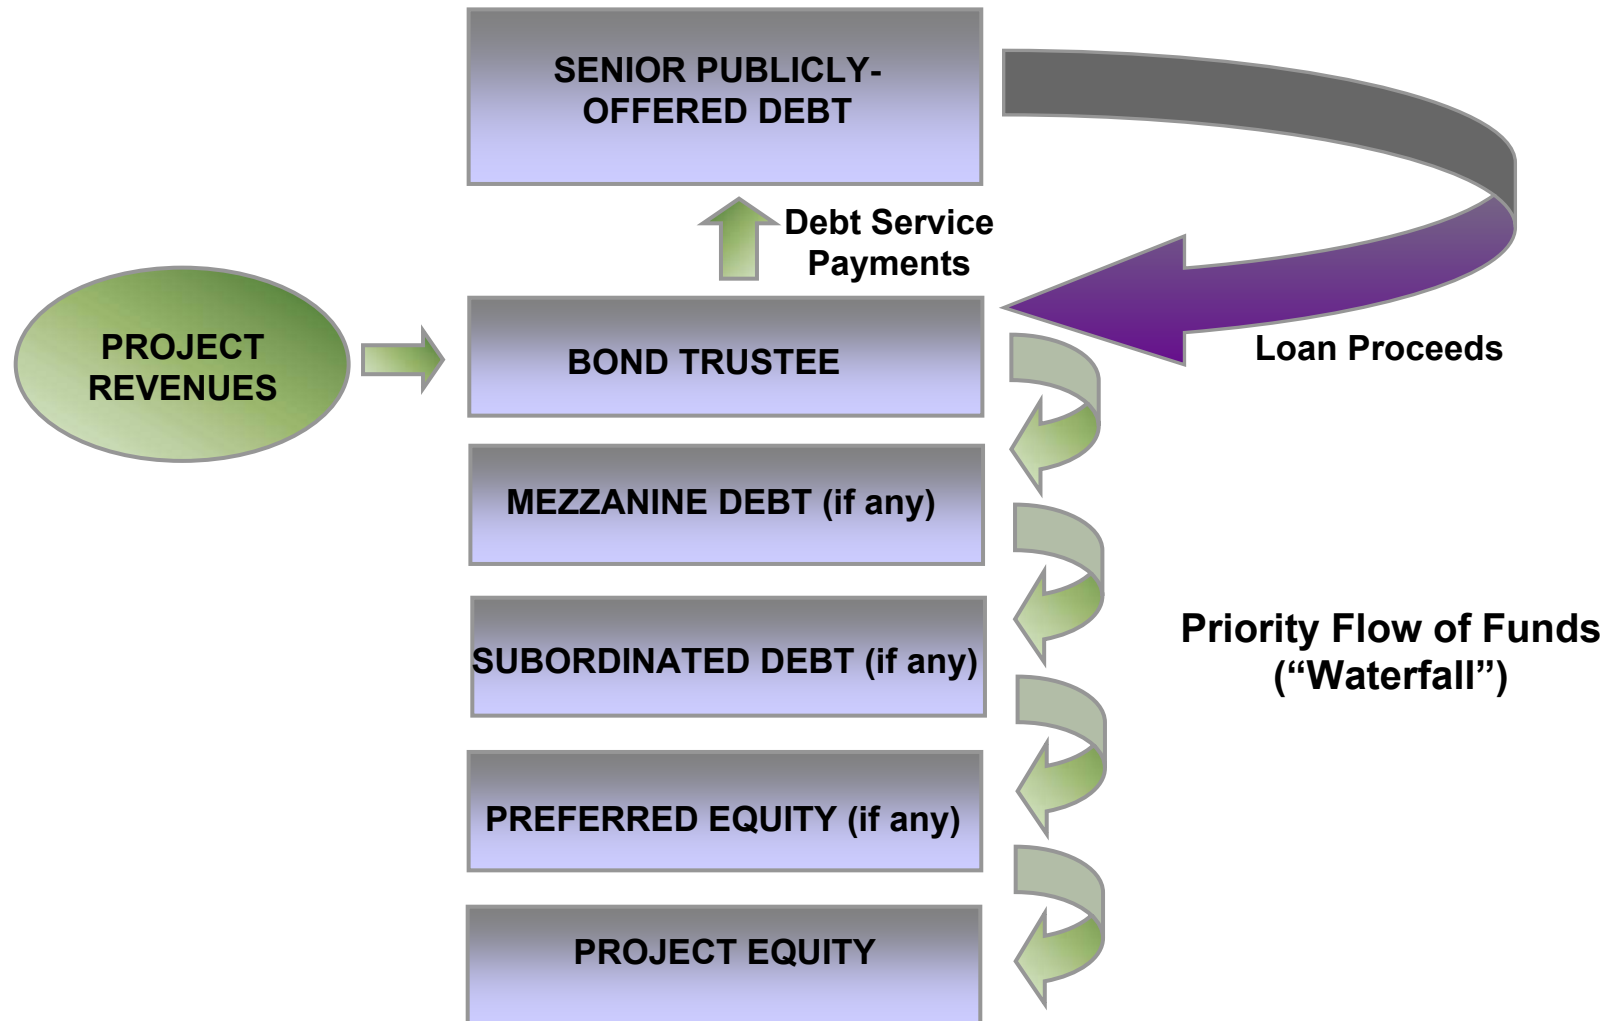 SENIOR PUBLICLY-
OFFERED DEBT
Debt Service
Payments
PROJECT
REVENUES
BOND TRUSTEE
Loan Proceeds
MEZZANINE DEBT (if any)
SUBORDINATED DEBT (if any)
Priority Flow of Funds
(“Waterfall”)
PREFERRED EQUITY (if any)
PROJECT EQUITY